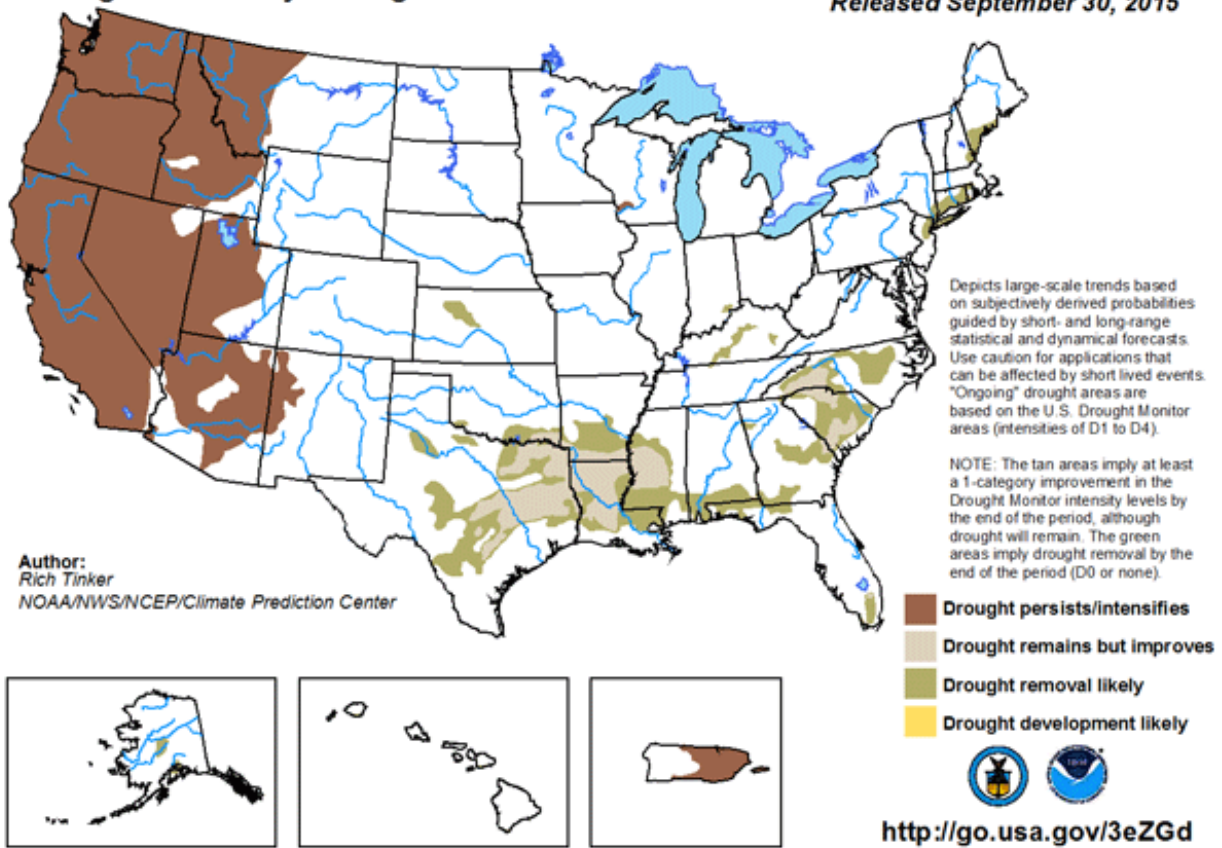 Released September 30, 2015
Depicts large-scale trends based
on subjectively derived probabilities
guided by short- and long-range
statistical and dynamical forecasts.
Use caution for applications that
can be affected by short lived events.
"Ongoing" drought areas are
based on the U.S. Drought Monitor
areas (intensities of D1 to D4).
NOTE: The tan areas imply at least
a 1-category improvement in the
Drought Monitor intensity levels by
the end of the period, although
drought will remain. The green
areas imply drought removal by the
end of the period (D0 or none).
Author:
Rich Tinker
NOAA/NWS/NCEP/Climate Prediction Center
Drought persists/intensifies
Drought remains but improves
Drought removal likely
Drought development likely
http://go.usa.gov/3eZGd